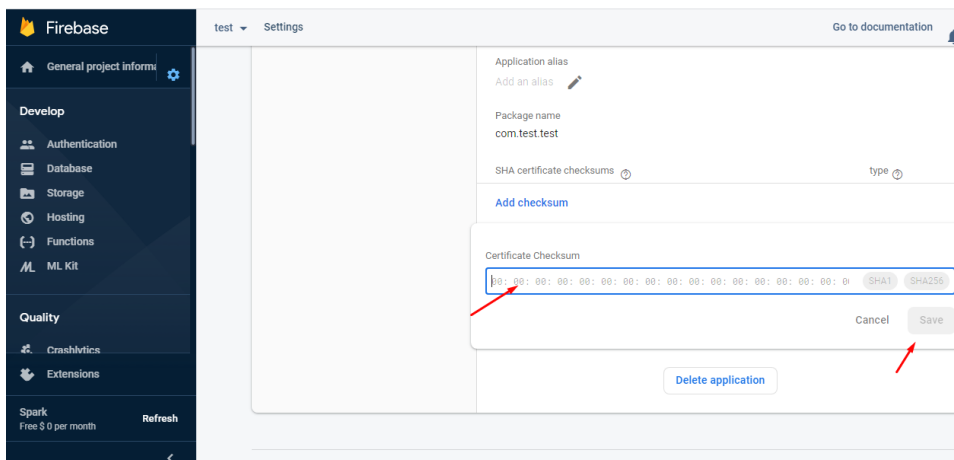 Firebase
test Settings Go to documentation
General project informa
Develop
Authentication
Database
Storage
Hosting
Functions
ML Kit
Quality
Crashlytics
Extensions
Spark
Free $ 0 per month
Refresh
Application alias
Add an alias
Package name
com.test.test
SHA certificate checksums type
Add checksum
Certificate Checksum
00: 00: 00: 00: 00: 00: 00: 00: 00: 00: 00: 00: 00: 00: 00: 00: 0 SHA1 SHA256
Cancel Save
Delete application